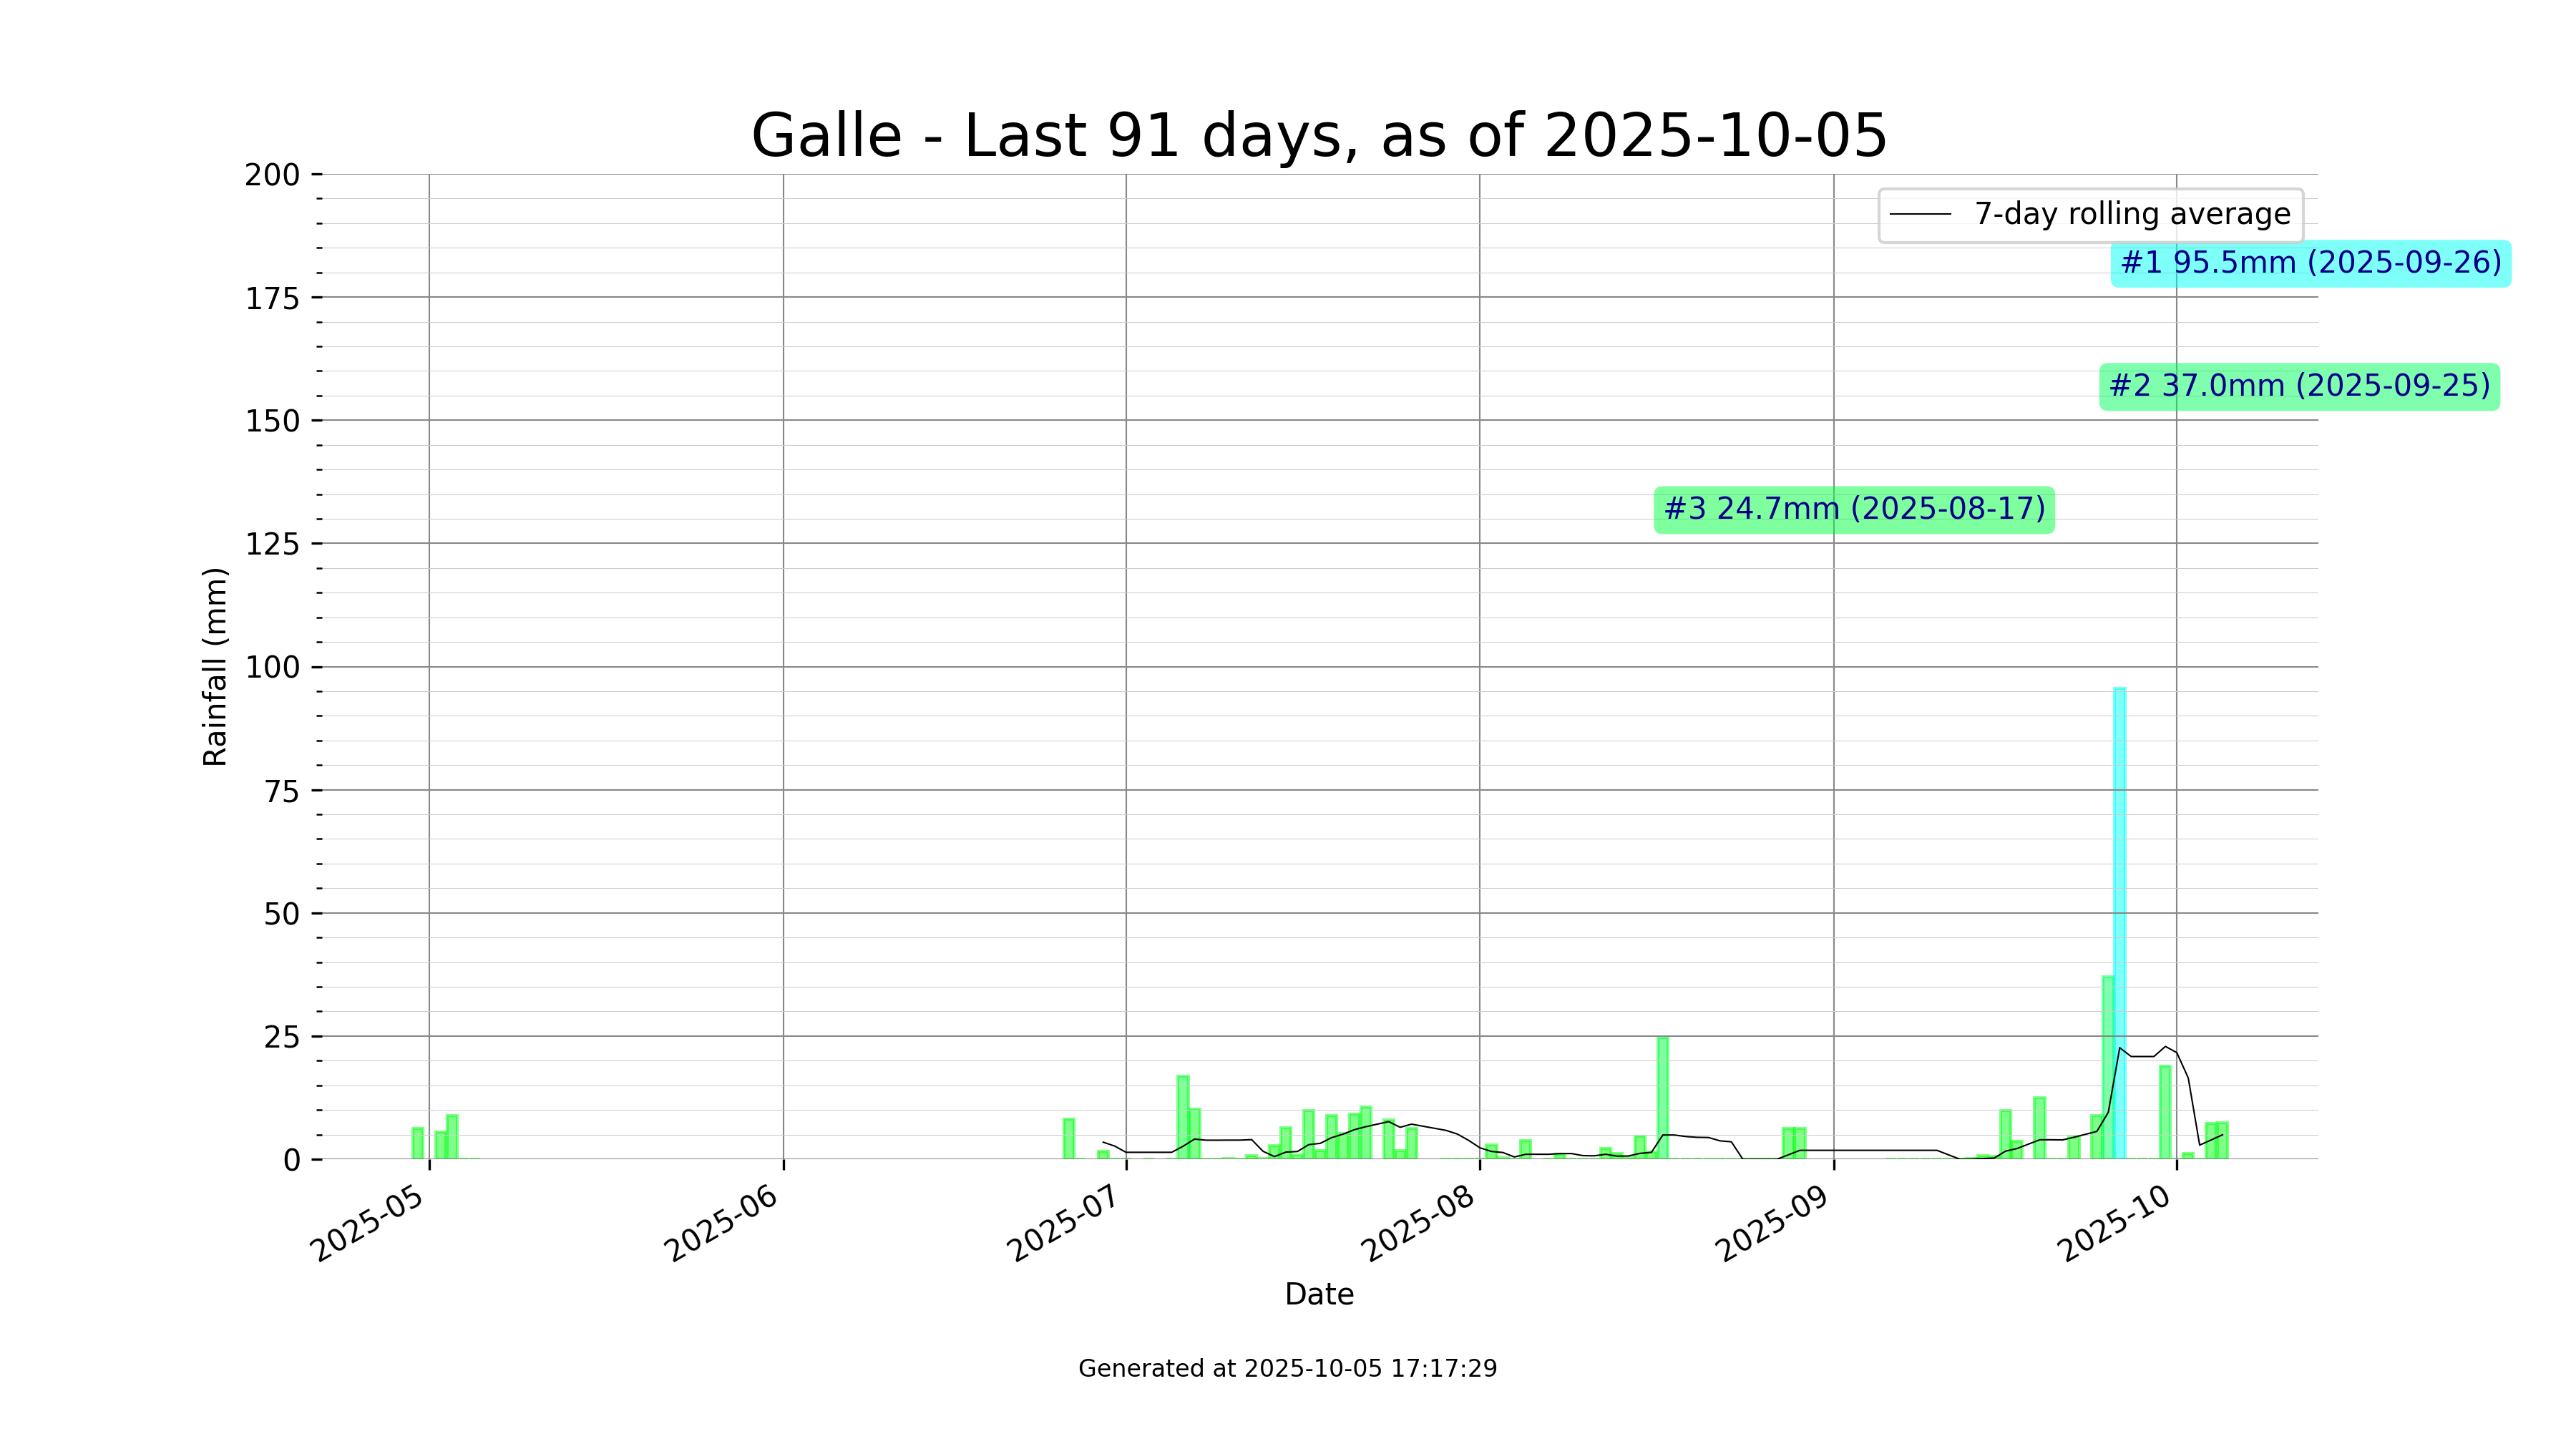 Galle - Last 91 days, as of 2025-10-05
200
175
150
125
100
75
50
25
0
Rainfall (mm)
7-day rolling average
#1 95.5mm (2025-09-26)
#2 37.0mm (2025-09-25)
#3 24.7mm (2025-08-17)
2025-05
2025-06
2025-07
2025-08
2025-09
2025-10
Date
Generated at 2025-10-05 17:17:29